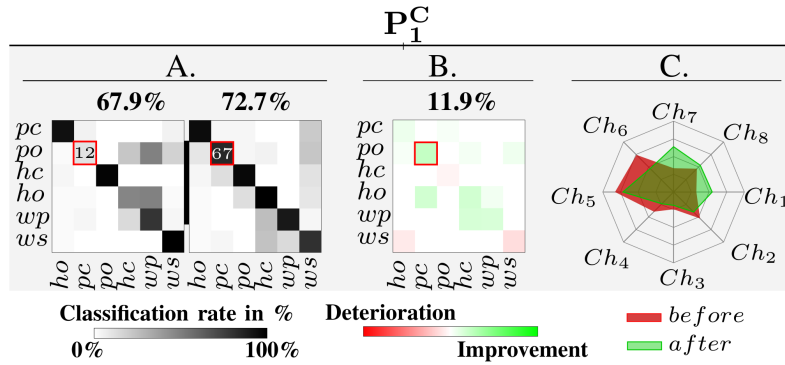 P₁ᶜ
A. B. C.
67.9% 72.7% 11.9%
pc
po
hc
ho
wp
ws
12 67
pc
po
hc
ho
wp
ws
ho pc po hc wp ws ho pc po hc wp ws ho pc po hc wp ws
Ch₇
Ch₆ Ch₈
Ch₅ Ch₁
Ch₄ Ch₂
Ch₃
Classification rate in %
0% 100%
Deterioration
Improvement
before
after